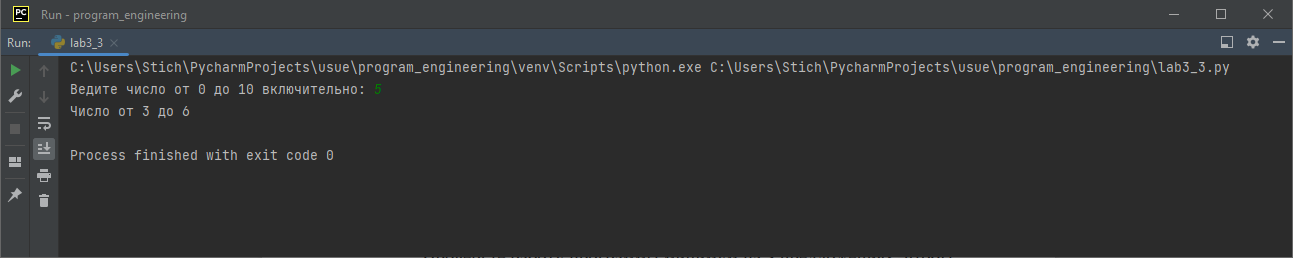 Run - program_engineering
Run: lab3_3
C:\Users\Stich\PycharmProjects\usue\program_engineering\venv\Scripts\python.exe C:\Users\Stich\PycharmProjects\usue\program_engineering\lab3_3.py
Ведите число от 0 до 10 включительно: 5
Число от 3 до 6
Process finished with exit code 0